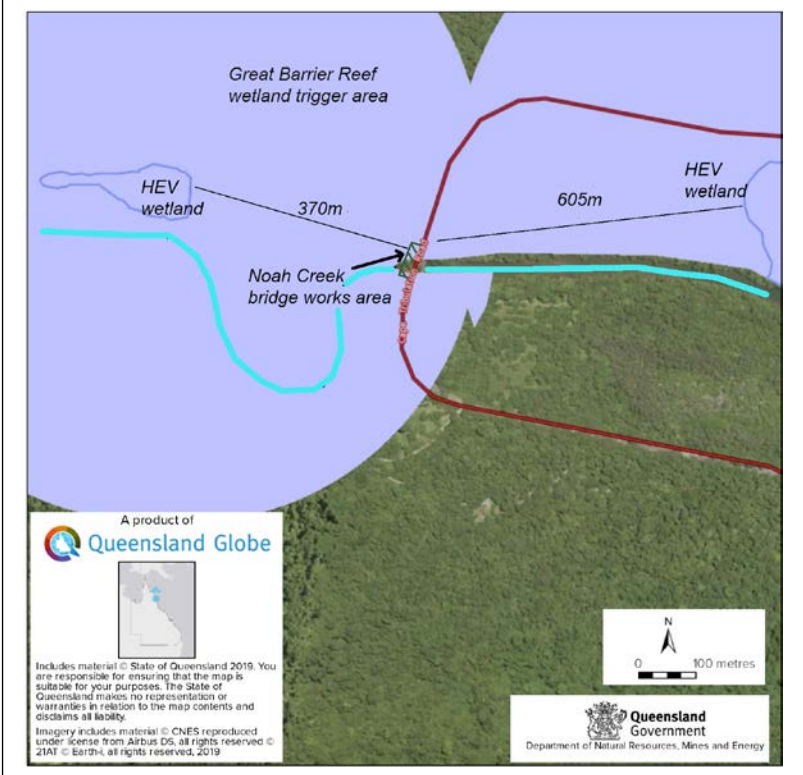 Great Barrier Reef
wetland trigger area
HEV
wetland
370m
605m
HEV
wetland
Noah Creek
bridge works area
Cape Tribulation Road
A product of
Queensland Globe
Includes material © State of Queensland 2019. You
are responsible for ensuring that the map is
suitable for your purposes. The State of
Queensland makes no representation or
warranties in relation to the map contents and
disclaims all liability.
Imagery includes material © CNES reproduced
under license from Airbus DS, all rights reserved ©
21AT © Earth-i, all rights reserved, 2019
N
0 100 metres
Queensland
Government
Department of Natural Resources, Mines and Energy